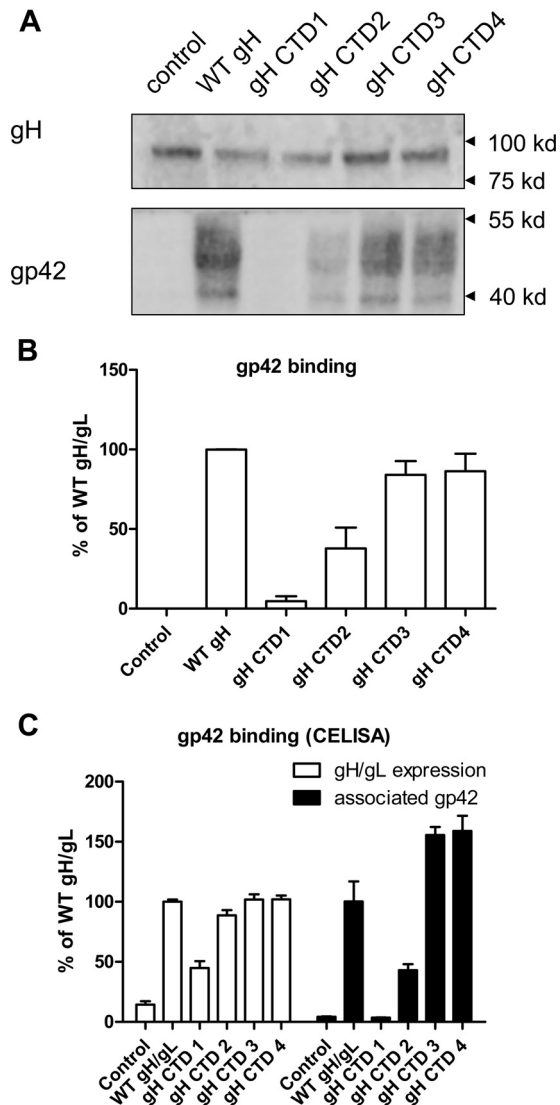 A
control
WT gH
gH CTD1
gH CTD2
gH CTD3
gH CTD4
gH
100 kd
75 kd
gp42
55 kd
40 kd
B
gp42 binding
% of WT gH/gL
150
100
50
0
Control
WT gH
gH CTD1
gH CTD2
gH CTD3
gH CTD4
C
gp42 binding (CELISA)
gH/gL expression
associated gp42
% of WT gH/gL
200
150
100
50
0
Control
WT gH/gL
gH CTD 1
gH CTD 2
gH CTD 3
gH CTD 4
Control
WT gH/gL
gH CTD 1
gH CTD 2
gH CTD 3
gH CTD 4